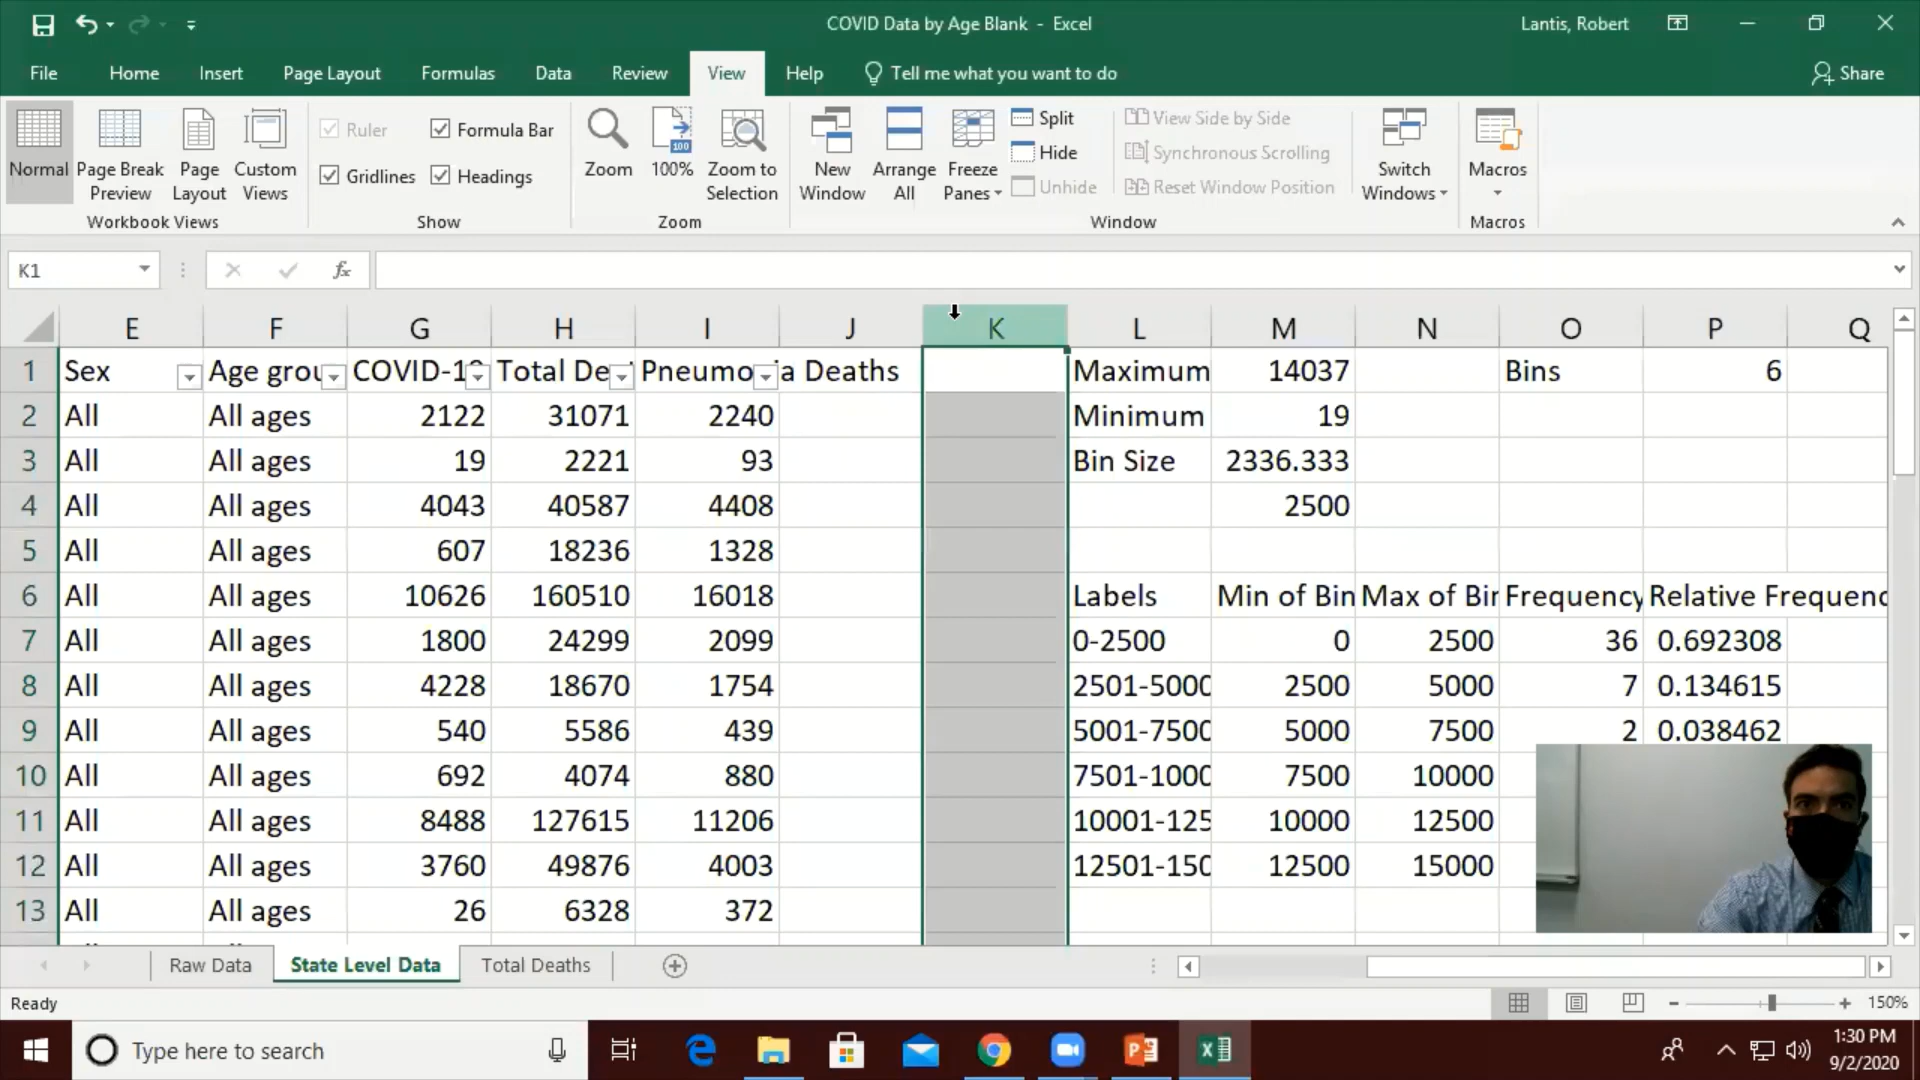 COVID Data by Age Blank - Excel
Lantis, Robert
File Home Insert Page Layout Formulas Data Review View Help Tell me what you want to do Share
Normal
Page Break Preview
Page Layout
Custom Views
Workbook Views
Ruler
Formula Bar
Gridlines
Headings
Show
Zoom
100
100%
Zoom to Selection
Zoom
New Window
Arrange All
Freeze Panes
Split
Hide
Unhide
View Side by Side
Synchronous Scrolling
Reset Window Position
Window
Switch Windows
Macros
Macros
K1
fx
E F G H I J K L M N O P Q
1 Sex Age grou COVID-19 Total De Pneumo a Deaths Maximum 14037 Bins 6
2 All All ages 2122 31071 2240 Minimum 19
3 All All ages 19 2221 93 Bin Size 2336.333
4 All All ages 4043 40587 4408 2500
5 All All ages 607 18236 1328
6 All All ages 10626 160510 16018 Labels Min of Bin Max of Bin Frequency Relative Frequenc
7 All All ages 1800 24299 2099 0-2500 0 2500 36 0.692308
8 All All ages 4228 18670 1754 2501-5000 2500 5000 7 0.134615
9 All All ages 540 5586 439 5001-7500 5000 7500 2 0.038462
10 All All ages 692 4074 880 7501-1000 7500 10000
11 All All ages 8488 127615 11206 10001-125 10000 12500
12 All All ages 3760 49876 4003 12501-150 12500 15000
13 All All ages 26 6328 372
Raw Data State Level Data Total Deaths
Ready
150%
Type here to search
1:30 PM
9/2/2020